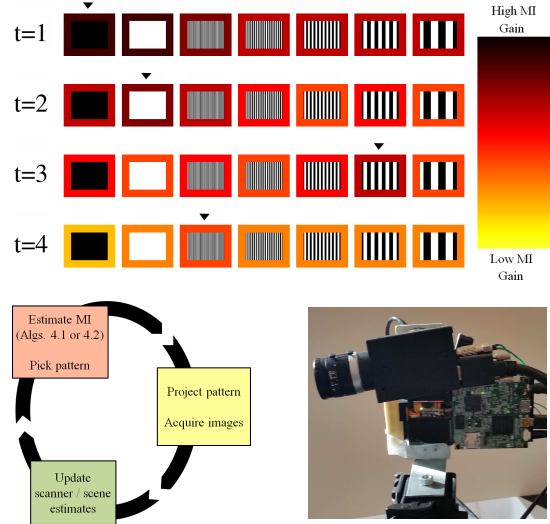 High MI
Gain
t=1
t=2
t=3
t=4
Low MI
Gain
Estimate MI
(Algs. 4.1 or 4.2)
Pick pattern
Project pattern
Acquire images
Update
scanner / scene
estimates